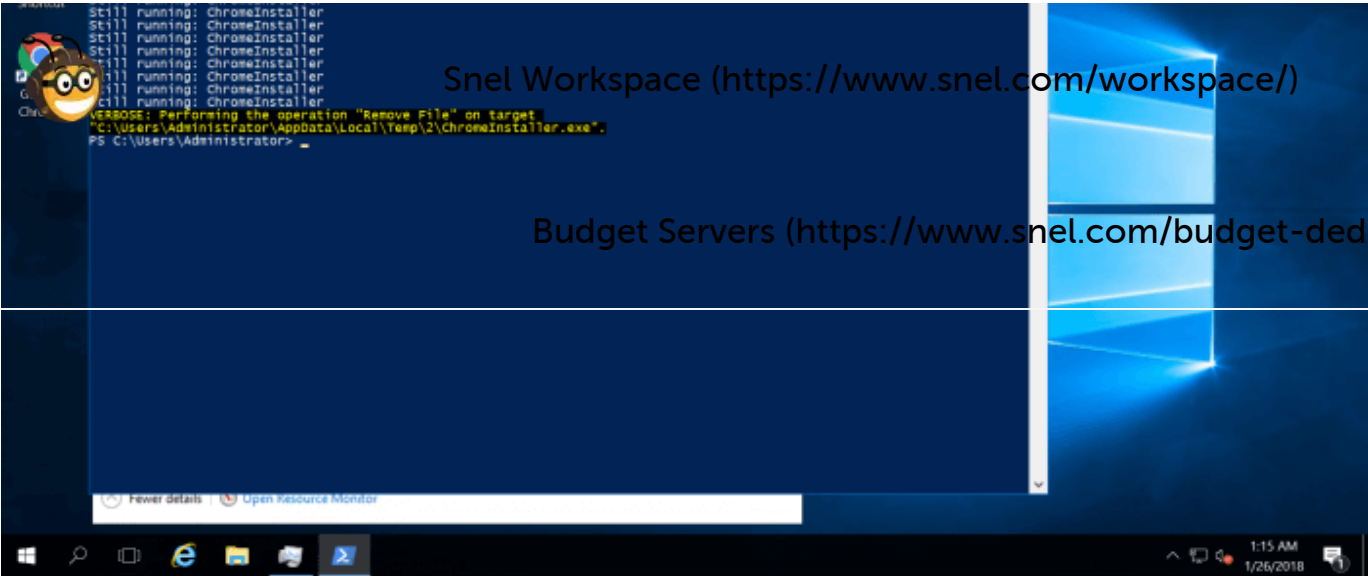 Shortcut
Still running: ChromeInstaller
Still running: ChromeInstaller
Still running: ChromeInstaller
Still running: ChromeInstaller
Still running: ChromeInstaller
still running: ChromeInstaller
still running: ChromeInstaller
still running: ChromeInstaller
VERBOSE: Performing the operation "Remove File" on target
"C:\Users\Administrator\AppData\Local\Temp\2\ChromeInstaller.exe".
PS C:\Users\Administrator> _
Snel Workspace (https://www.snel.com/workspace/)
Budget Servers (https://www.snel.com/budget-ded
Fewer details
Open Resource Monitor
1:15 AM
1/26/2018
1